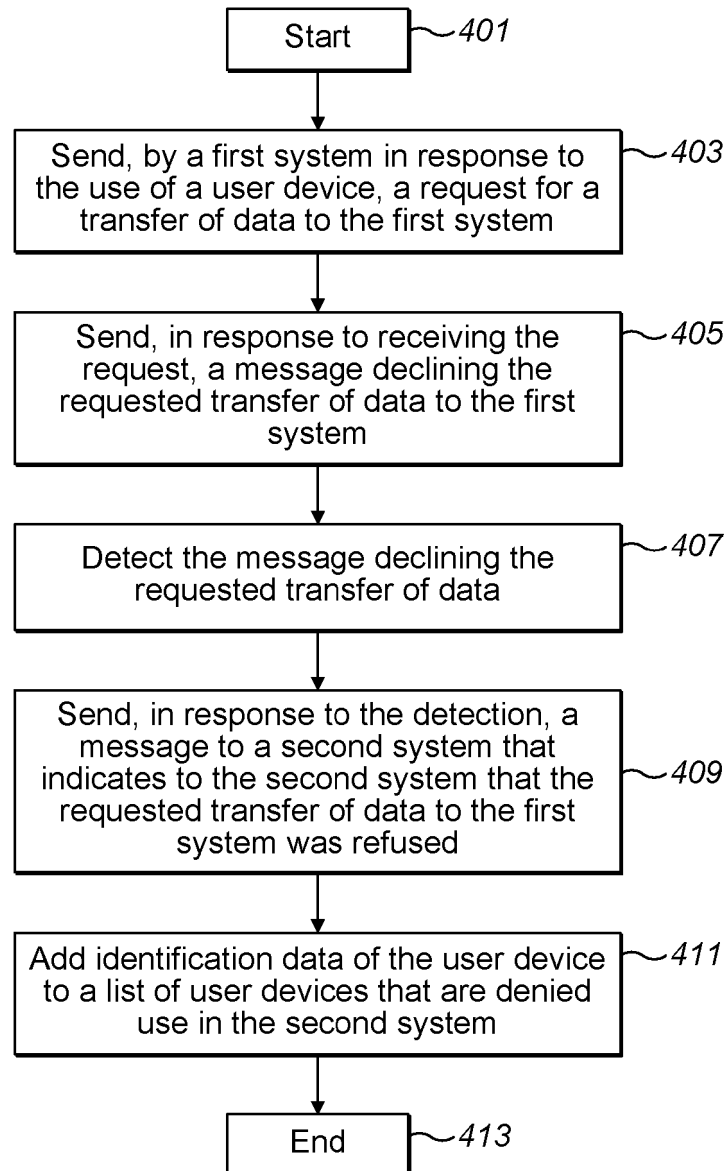 Start
401
Send, by a first system in response to
the use of a user device, a request for a
transfer of data to the first system
403
Send, in response to receiving the
request, a message declining the
requested transfer of data to the first
system
405
Detect the message declining the
requested transfer of data
407
Send, in response to the detection, a
message to a second system that
indicates to the second system that the
requested transfer of data to the first
system was refused
409
Add identification data of the user device
to a list of user devices that are denied
use in the second system
411
End
413